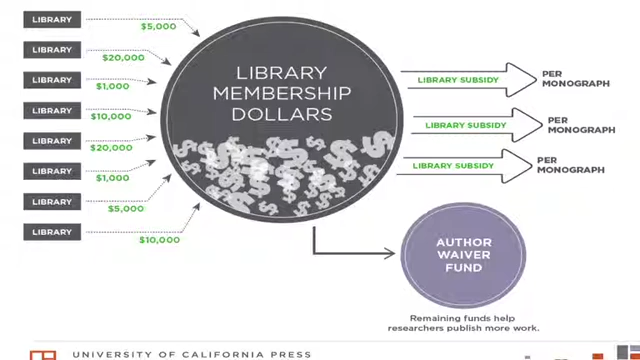 LIBRARY
$5,000
LIBRARY
$20,000
LIBRARY
$1,000
LIBRARY
$10,000
LIBRARY
$20,000
LIBRARY
$1,000
LIBRARY
$5,000
LIBRARY
$10,000
LIBRARY
MEMBERSHIP
DOLLARS
LIBRARY SUBSIDY
PER
MONOGRAPH
LIBRARY SUBSIDY
PER
MONOGRAPH
LIBRARY SUBSIDY
PER
MONOGRAPH
AUTHOR
WAIVER
FUND
Remaining funds help
researchers publish more work.
UNIVERSITY OF CALIFORNIA PRESS